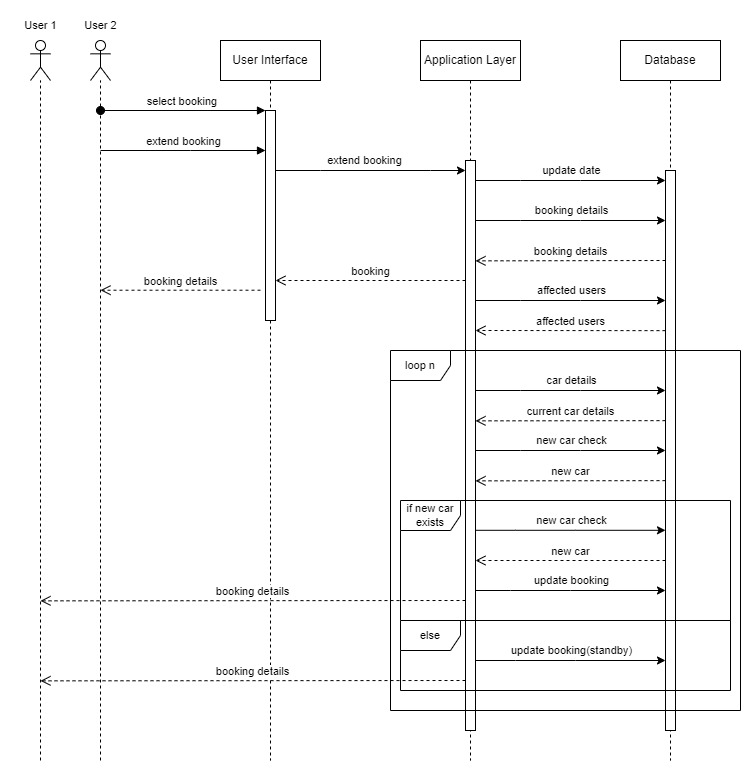 User 1
User 2
User Interface
Application Layer
Database
select booking
extend booking
extend booking
update date
booking details
booking details
booking
booking details
affected users
affected users
loop n
car details
current car details
new car check
new car
if new car
exists
new car check
new car
update booking
booking details
else
update booking(standby)
booking details